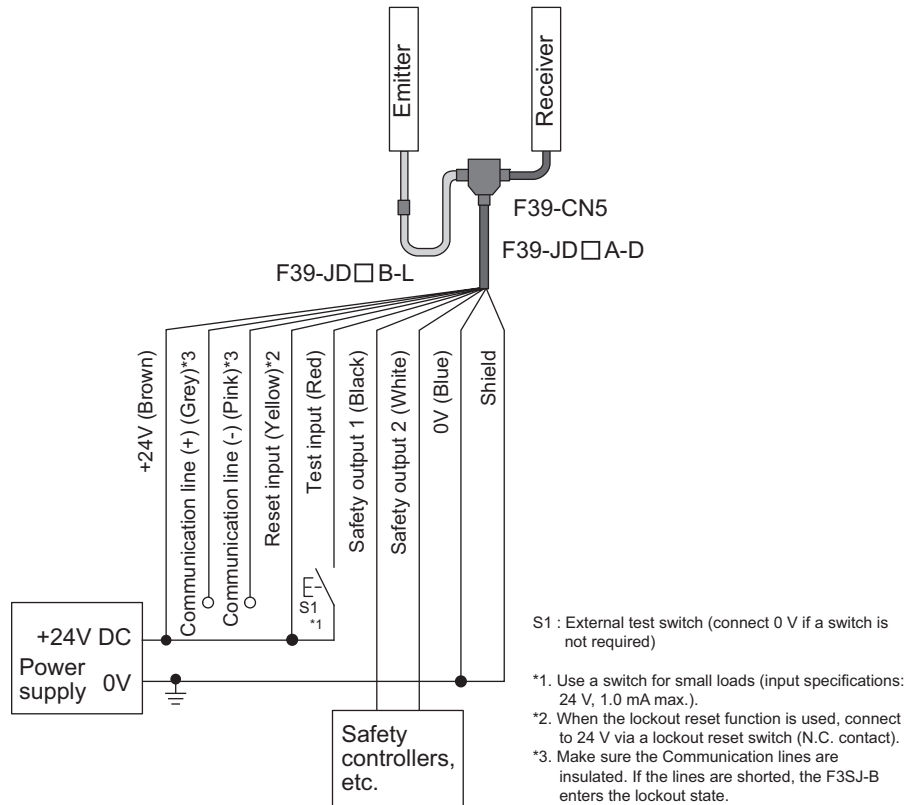 Emitter
Receiver
F39-CN5
F39-JD□A-D
F39-JD□B-L
+24V (Brown)
Communication line (+) (Grey)*3
Communication line (-) (Pink)*3
Reset input (Yellow)*2
Test input (Red)
Safety output 1 (Black)
Safety output 2 (White)
0V (Blue)
Shield
S1
*1
+24V DC
Power
supply
0V
Safety
controllers,
etc.
S1 : External test switch (connect 0 V if a switch is
not required)
*1. Use a switch for small loads (input specifications:
24 V, 1.0 mA max.).
*2. When the lockout reset function is used, connect
to 24 V via a lockout reset switch (N.C. contact).
*3. Make sure the Communication lines are
insulated. If the lines are shorted, the F3SJ-B
enters the lockout state.